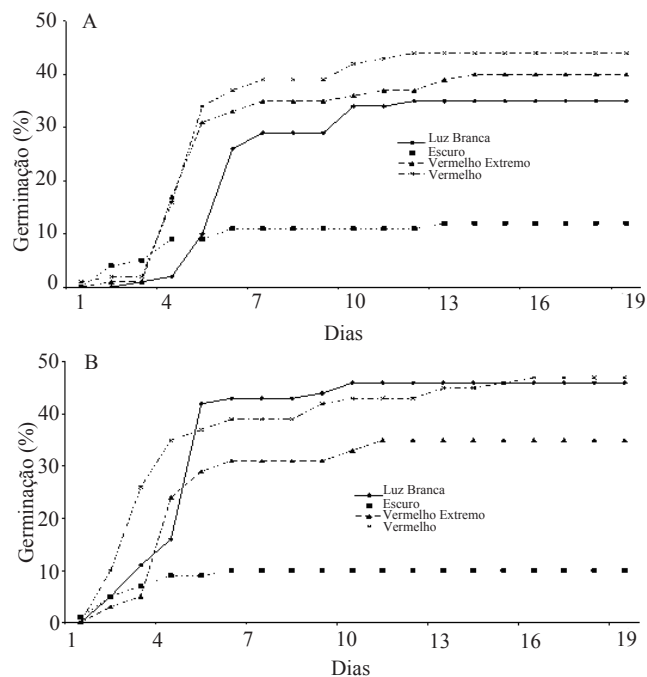 A
50
40
30
20
10
0
Germinação (%)
Luz Branca
Escuro
Vermelho Extremo
Vermelho
1 4 7 10 13 16 19
Dias
B
50
40
30
20
10
0
Germinação (%)
Luz Branca
Escuro
Vermelho Extremo
Vermelho
1 4 7 10 13 16 19
Dias